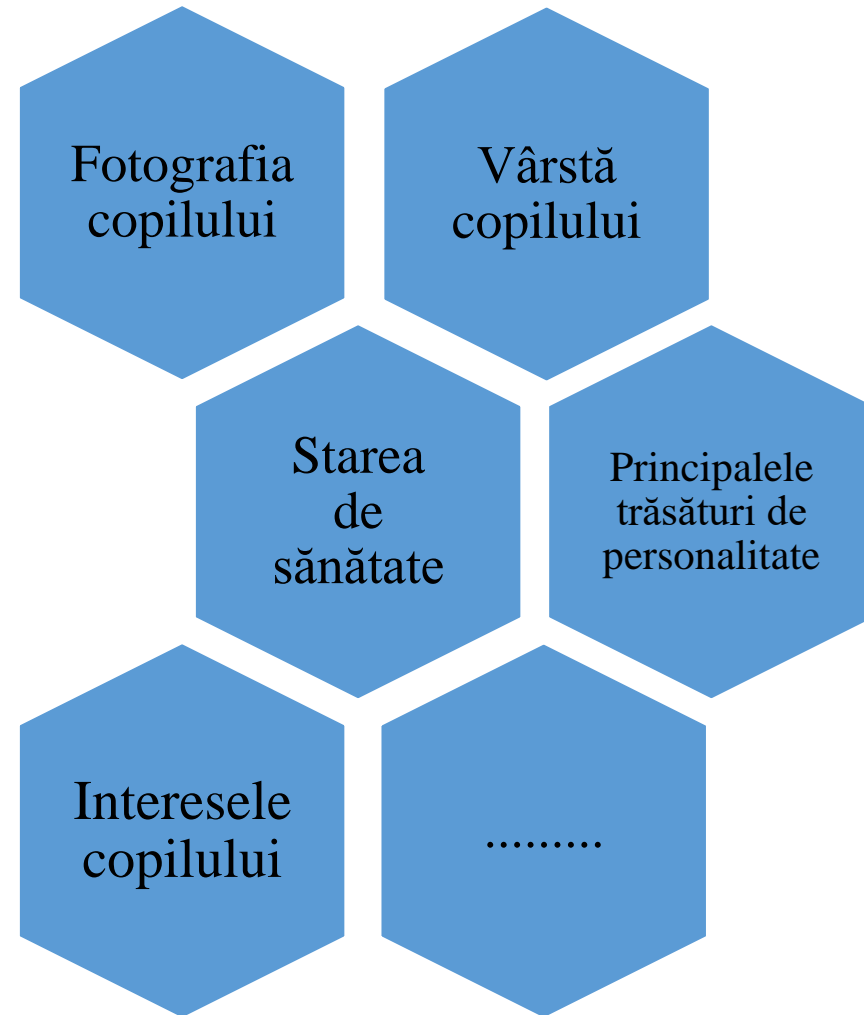 Fotografia
copilului
Vârstă
copilului
Starea
de
sănătate
Principalele
trăsături de
personalitate
Interesele
copilului
.........